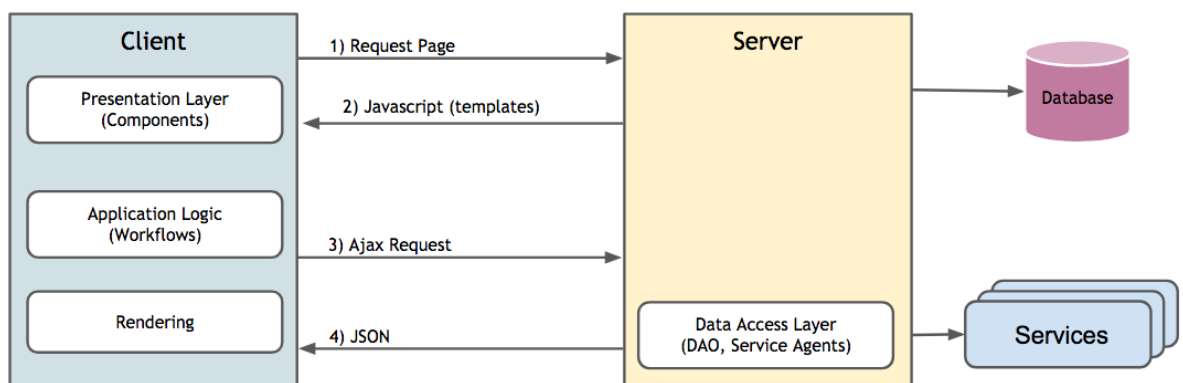 Client
Presentation Layer
(Components)
Application Logic
(Workflows)
Rendering
1) Request Page
2) Javascript (templates)
3) Ajax Request
4) JSON
Server
Data Access Layer
(DAO, Service Agents)
Database
Services